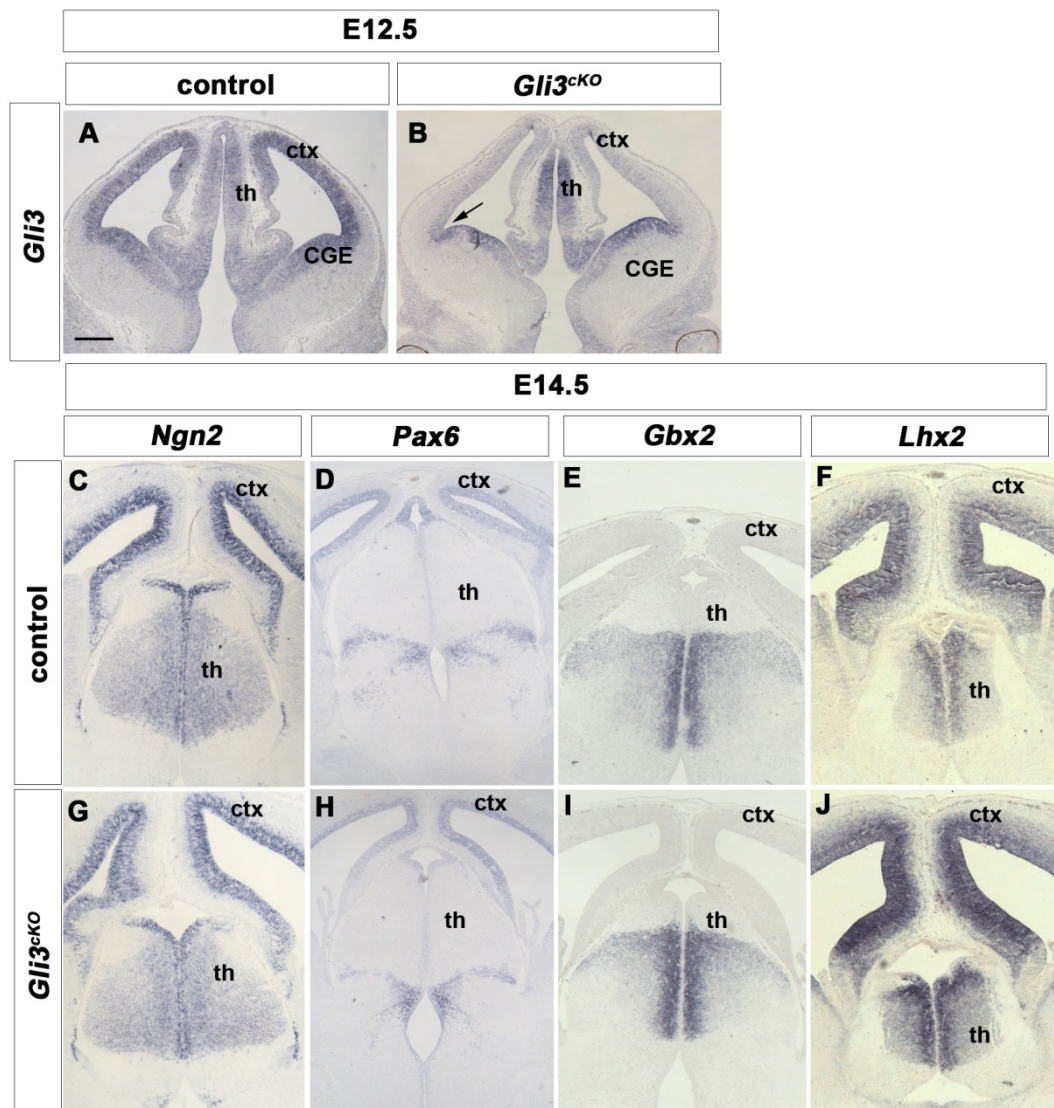 E12.5
control
Gli3cKO
Gli3
A
ctx
th
CGE
B
ctx
th
CGE
E14.5
Ngn2
Pax6
Gbx2
Lhx2
control
C
ctx
th
D
ctx
th
E
ctx
th
F
ctx
th
Gli3cKO
G
ctx
th
H
ctx
th
I
ctx
th
J
ctx
th